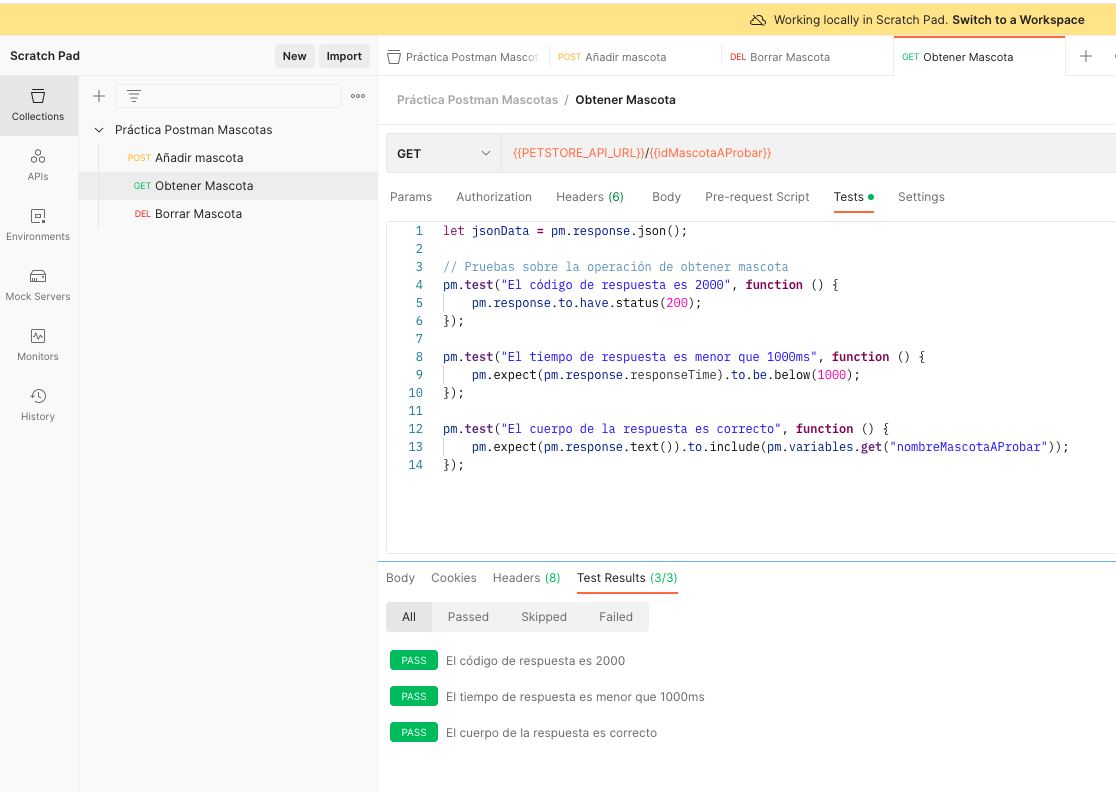 Working locally in Scratch Pad. Switch to a Workspace
Scratch Pad
New
Import
Práctica Postman Mascot
POST Añadir mascota
DEL Borrar Mascota
GET Obtener Mascota
Collections
APIs
Environments
Mock Servers
Monitors
History
Práctica Postman Mascotas
POST Añadir mascota
GET Obtener Mascota
DEL Borrar Mascota
Práctica Postman Mascotas / Obtener Mascota
GET
{{PETSTORE_API_URL}}/{{idMascotaAProbar}}
Params
Authorization
Headers (6)
Body
Pre-request Script
Tests
Settings
1 let jsonData = pm.response.json();
2
3 // Pruebas sobre la operación de obtener mascota
4 pm.test("El código de respuesta es 2000", function () {
5 pm.response.to.have.status(200);
6 });
7
8 pm.test("El tiempo de respuesta es menor que 1000ms", function () {
9 pm.expect(pm.response.responseTime).to.be.below(1000);
10 });
11
12 pm.test("El cuerpo de la respuesta es correcto", function () {
13 pm.expect(pm.response.text()).to.include(pm.variables.get("nombreMascotaAProbar"));
14 });
Body
Cookies
Headers (8)
Test Results (3/3)
All
Passed
Skipped
Failed
PASS El código de respuesta es 2000
PASS El tiempo de respuesta es menor que 1000ms
PASS El cuerpo de la respuesta es correcto